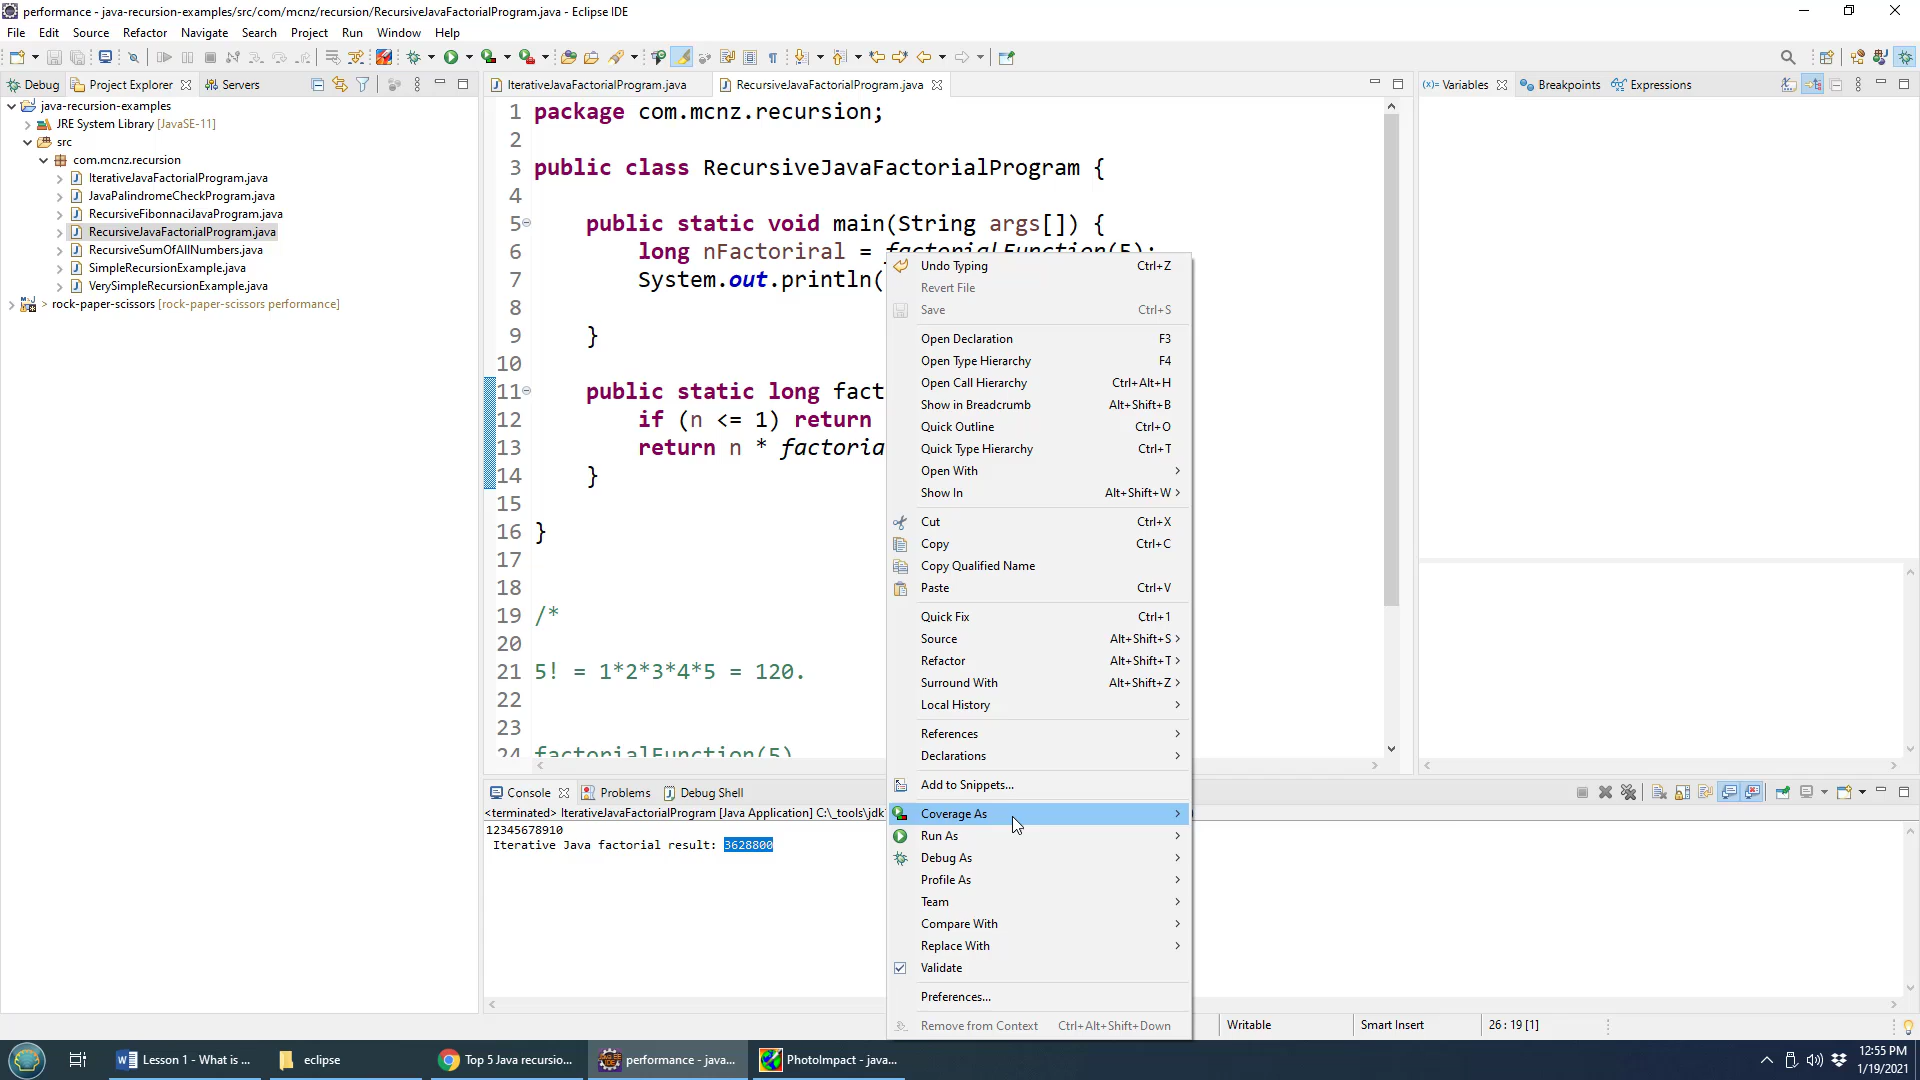 performance - java-recursion-examples/src/com/mcnz/recursion/RecursiveJavaFactorialProgram.java - Eclipse IDE
File Edit Source Refactor Navigate Search Project Run Window Help
Debug Project Explorer Servers
java-recursion-examples
JRE System Library [JavaSE-11]
src
com.mcnz.recursion
IterativeJavaFactorialProgram.java
JavaPalindromeCheckProgram.java
RecursiveFibonnaciJavaProgram.java
RecursiveJavaFactorialProgram.java
RecursiveSumOfAllNumbers.java
SimpleRecursionExample.java
VerySimpleRecursionExample.java
> rock-paper-scissors [rock-paper-scissors performance]
IterativeJavaFactorialProgram.java RecursiveJavaFactorialProgram.java
1 package com.mcnz.recursion;
2
3 public class RecursiveJavaFactorialProgram {
4
5 public static void main(String args[]) {
6 long nFactoriral = factorialFunction(5);
7 System.out.println(
8
9 }
10
11 public static long fact
12 if (n <= 1) return
13 return n * factoria
14 }
15
16 }
17
18
19 /*
20
21 5! = 1*2*3*4*5 = 120.
22
23
24 factorialFunction(5)
Undo Typing Ctrl+Z
Revert File
Save Ctrl+S
Open Declaration F3
Open Type Hierarchy F4
Open Call Hierarchy Ctrl+Alt+H
Show in Breadcrumb Alt+Shift+B
Quick Outline Ctrl+O
Quick Type Hierarchy Ctrl+T
Open With
Show In Alt+Shift+W
Cut Ctrl+X
Copy Ctrl+C
Copy Qualified Name
Paste Ctrl+V
Quick Fix Ctrl+1
Source Alt+Shift+S
Refactor Alt+Shift+T
Surround With Alt+Shift+Z
Local History
References
Declarations
Add to Snippets...
Coverage As
Run As
Debug As
Profile As
Team
Compare With
Replace With
Validate
Preferences...
Remove from Context Ctrl+Alt+Shift+Down
(x)= Variables Breakpoints Expressions
Console Problems Debug Shell
<terminated> IterativeJavaFactorialProgram [Java Application] C:\_tools\jdk
12345678910
Iterative Java factorial result: 3628800
Writable Smart Insert 26 : 19 [1]
Lesson 1 - What is ... eclipse Top 5 Java recursio... performance - java... PhotoImpact - java...
12:55 PM
1/19/2021